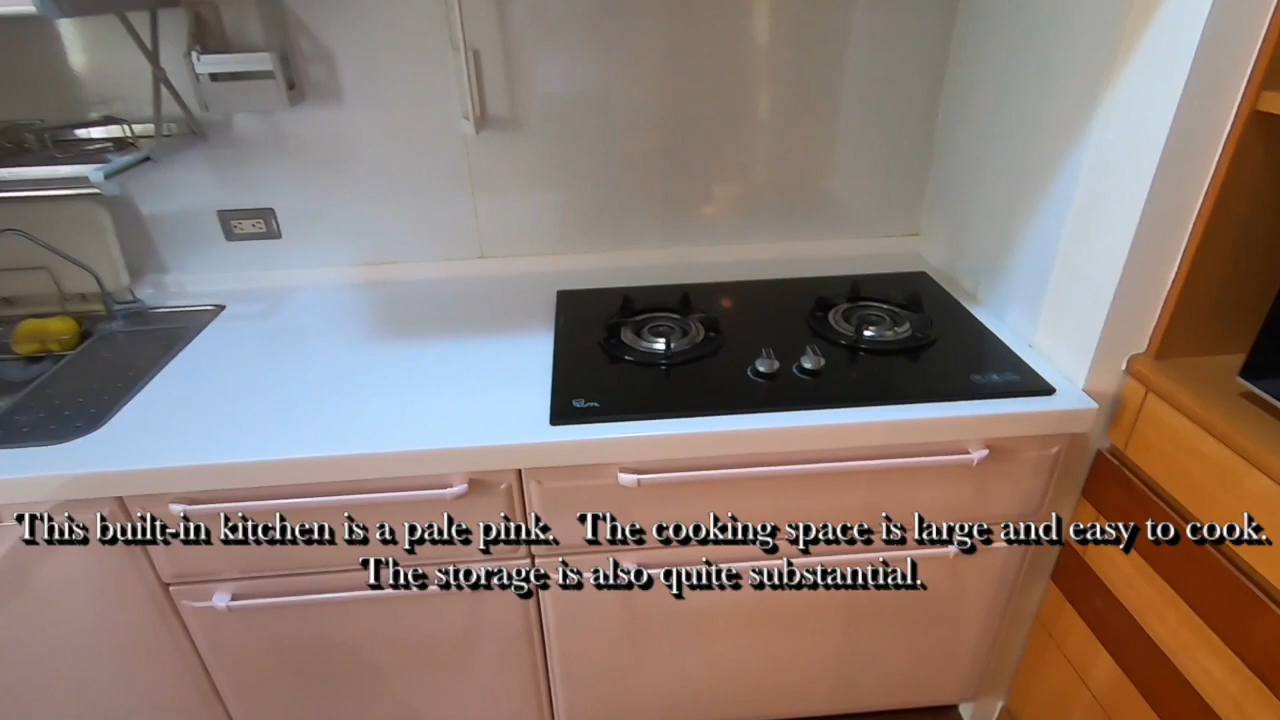 This built-in kitchen is a pale pink.  The cooking space is large and easy to cook.
The storage is also quite substantial.